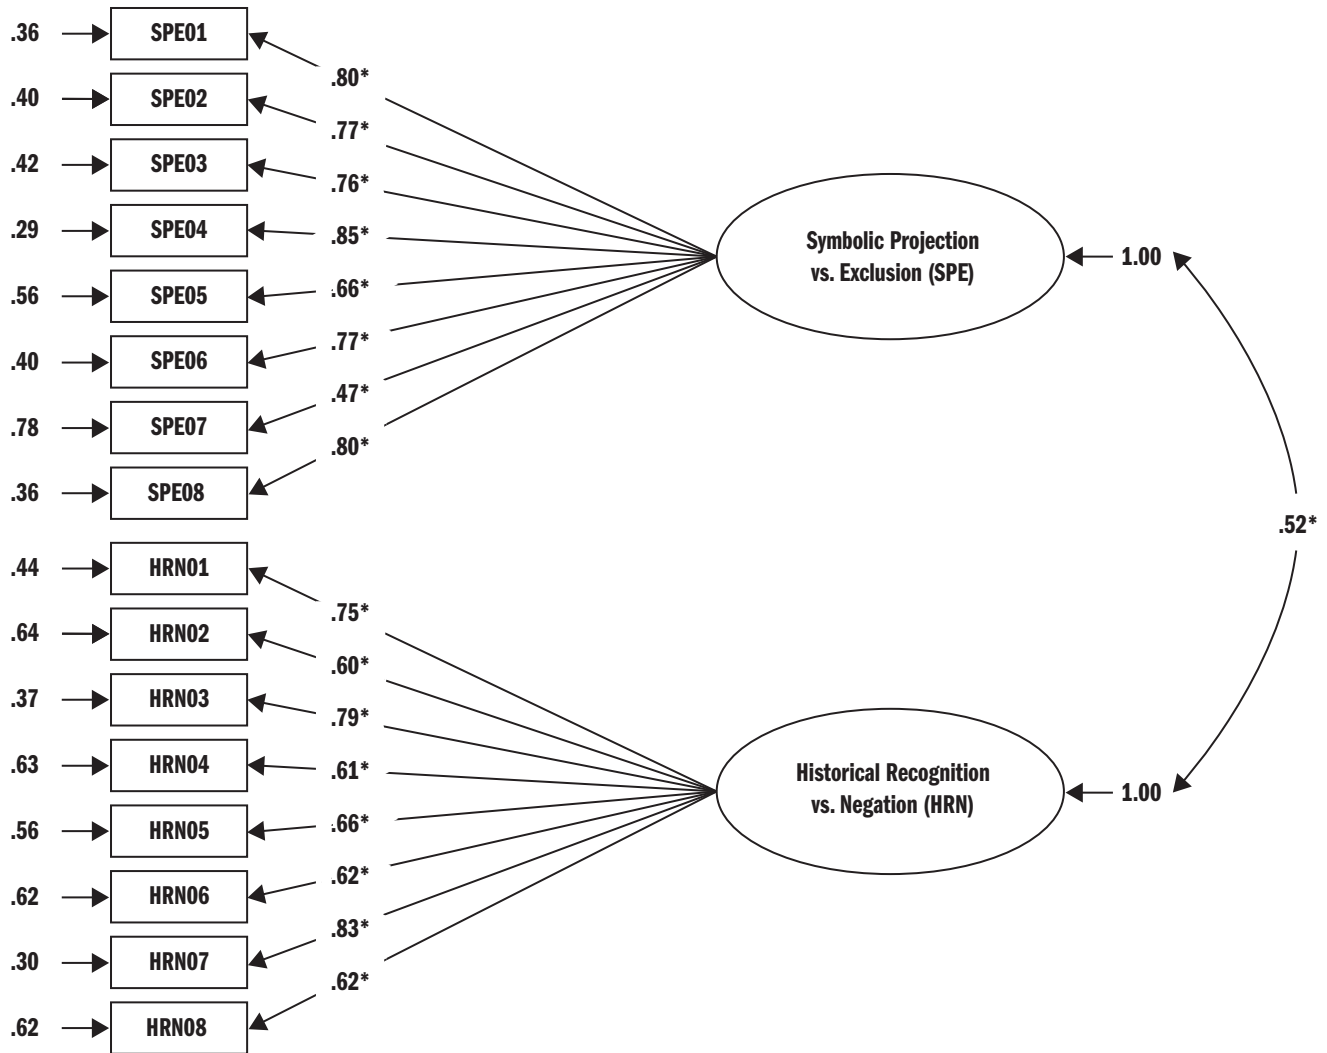 .36 SPE01
.80*
.40 SPE02
.77*
.42 SPE03
.76*
.29 SPE04
.85*
.56 SPE05
.66*
.40 SPE06
.77*
.78 SPE07
.47*
.36 SPE08
.80*
Symbolic Projection
vs. Exclusion (SPE)
1.00
.52*
.44 HRN01
.75*
.64 HRN02
.60*
.37 HRN03
.79*
.63 HRN04
.61*
.56 HRN05
.66*
.62 HRN06
.62*
.30 HRN07
.83*
.62 HRN08
.62*
Historical Recognition
vs. Negation (HRN)
1.00